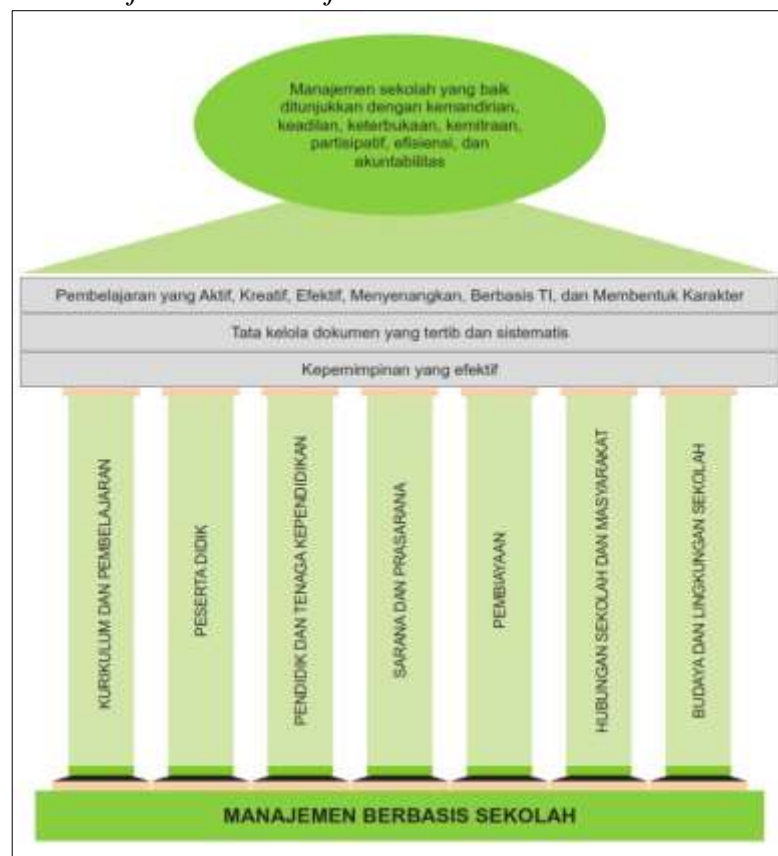 Manajemen sekolah yang baik
ditunjukkan dengan kemandirian,
keadilan, keterbukaan, kemitraan,
partisipatif, efisiensi, dan
akuntabilitas
Pembelajaran yang Aktif, Kreatif, Efektif, Menyenangkan, Berbasis TI, dan Membentuk Karakter
Tata kelola dokumen yang tertib dan sistematis
Kepemimpinan yang efektif
KURIKULUM DAN PEMBELAJARAN
PESERTA DIDIK
PENDIDIK DAN TENAGA KEPENDIDIKAN
SARANA DAN PRASARANA
PEMBIAYAAN
HUBUNGAN SEKOLAH DAN MASYARAKAT
BUDAYA DAN LINGKUNGAN SEKOLAH
MANAJEMEN BERBASIS SEKOLAH